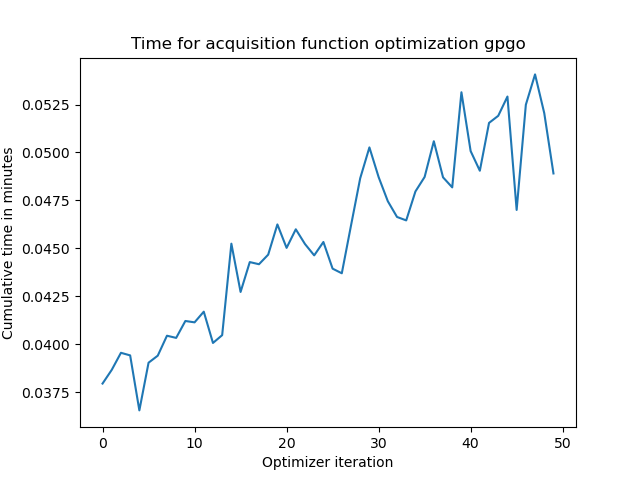 Time for acquisition function optimization gpgo
Cumulative time in minutes
0.0525
0.0500
0.0475
0.0450
0.0425
0.0400
0.0375
0 10 20 30 40 50
Optimizer iteration